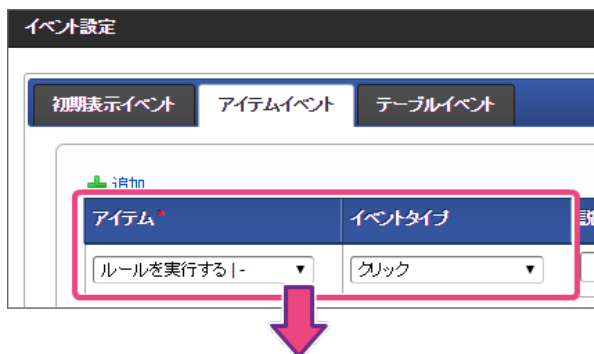 イベント設定
初期表示イベント アイテムイベント テーブルイベント
追加
アイテム* イベントタイプ
ルールを実行する | - クリック